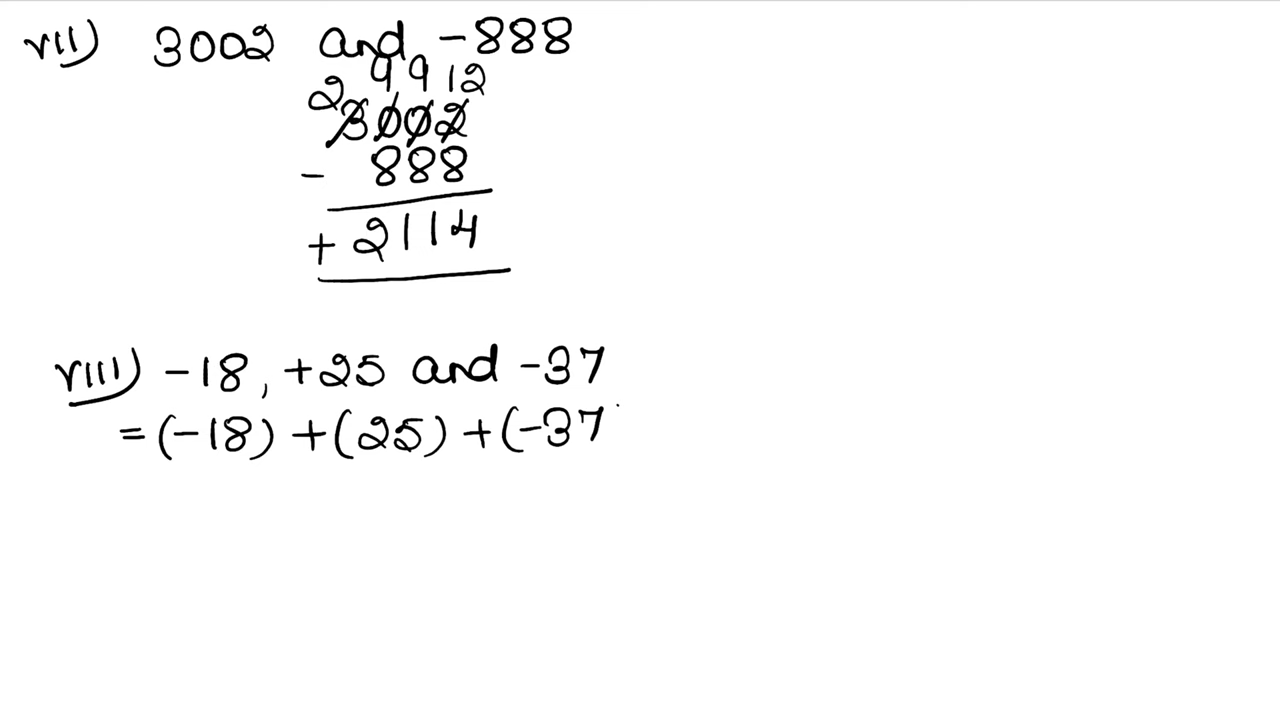 vii) 3002 and -888
2 9 9 12
3002
- 888
+ 2114
viii) -18, +25 and -37
= (-18) + (25) + (-37